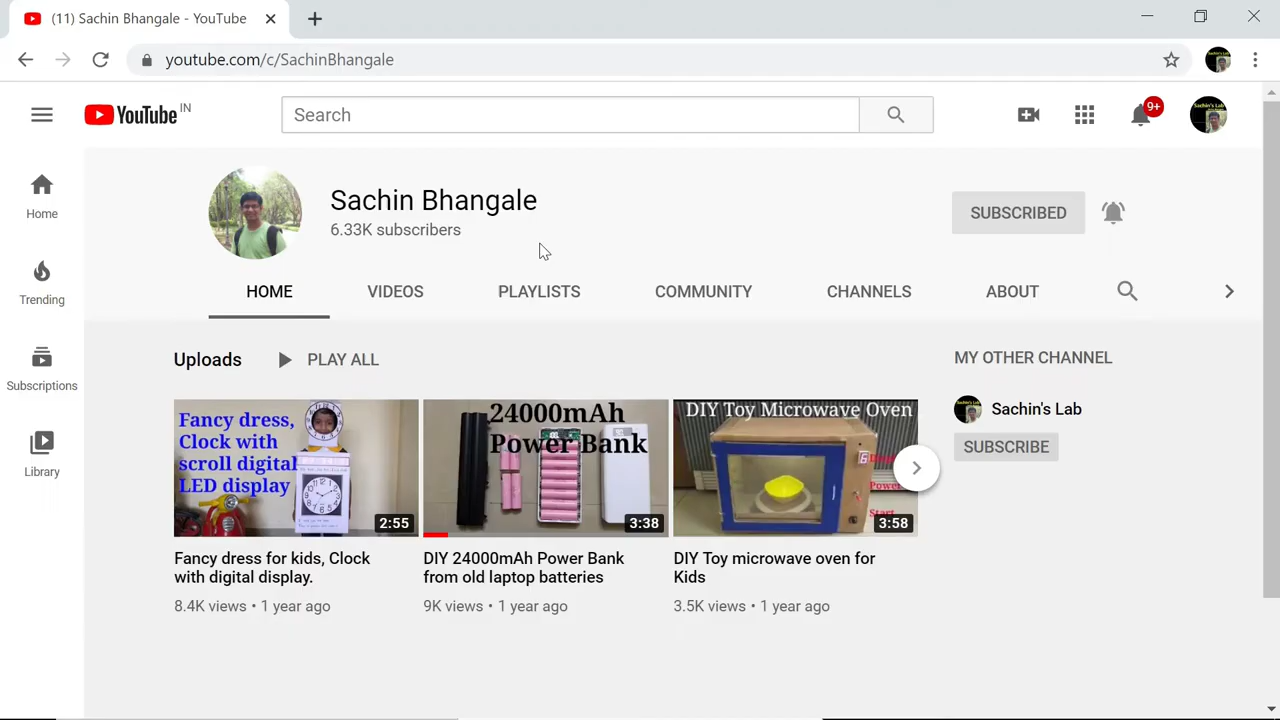 (11) Sachin Bhangale - YouTube
youtube.com/c/SachinBhangale
YouTube IN
Search
9+
Home
Trending
Subscriptions
Library
Sachin Bhangale
6.33K subscribers
SUBSCRIBED
HOME VIDEOS PLAYLISTS COMMUNITY CHANNELS ABOUT
Uploads PLAY ALL
Fancy dress,
Clock with
scroll digital
LED display
2:55
Fancy dress for kids, Clock
with digital display.
8.4K views • 1 year ago
24000mAh
Power Bank
3:38
DIY 24000mAh Power Bank
from old laptop batteries
9K views • 1 year ago
DIY Toy Microwave Oven
Power
Start
3:58
DIY Toy microwave oven for
Kids
3.5K views • 1 year ago
MY OTHER CHANNEL
Sachin's Lab
SUBSCRIBE